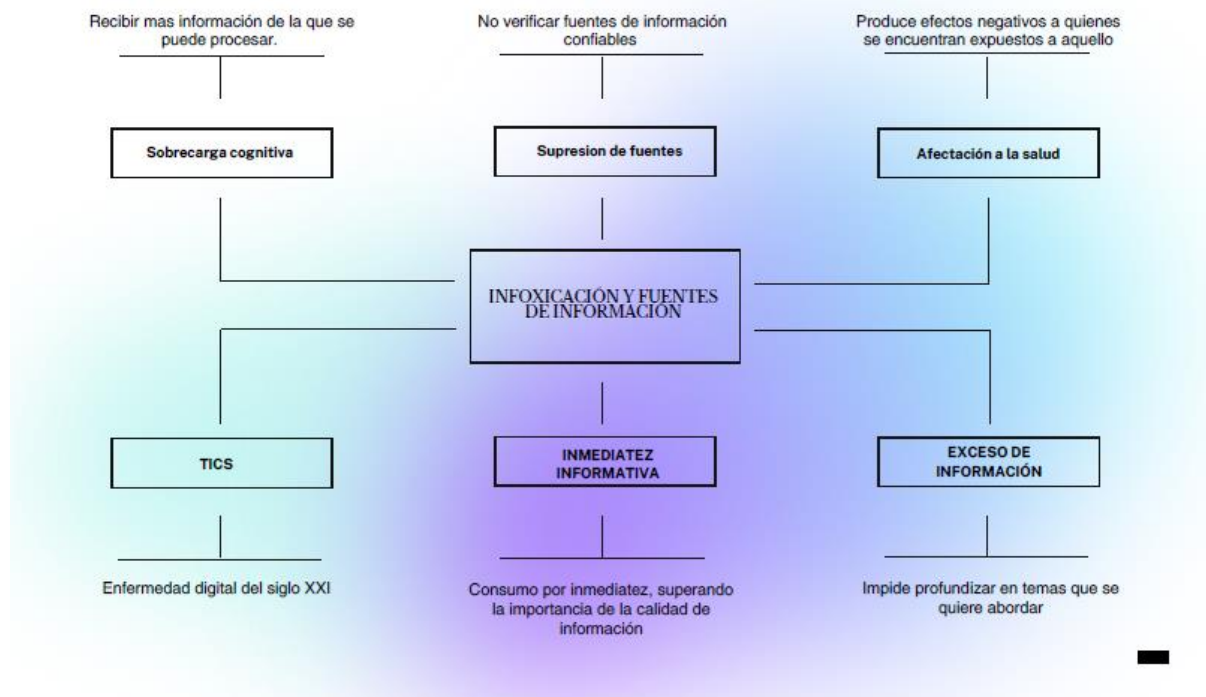 Recibir mas información de la que se
puede procesar.
No verificar fuentes de información
confiables
Produce efectos negativos a quienes
se encuentran expuestos a aquello
Sobrecarga cognitiva
Supresion de fuentes
Afectación a la salud
INFOXICACIÓN Y FUENTES
DE INFORMACIÓN
TICS
INMEDIATEZ
INFORMATIVA
EXCESO DE
INFORMACIÓN
Enfermedad digital del siglo XXI
Consumo por inmediatez, superando
la importancia de la calidad de
información
Impide profundizar en temas que se
quiere abordar